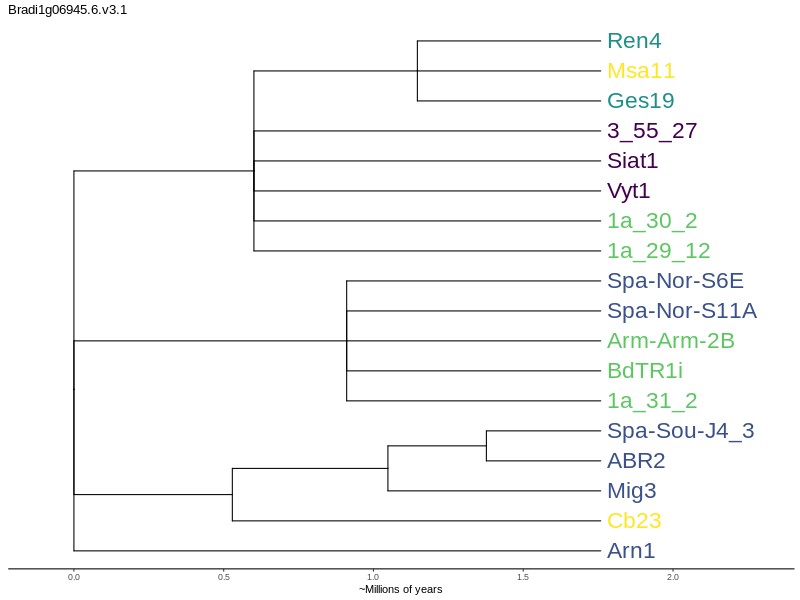 Bradi1g06945.6.v3.1
Ren4
Msa11
Ges19
3_55_27
Siat1
Vyt1
1a_30_2
1a_29_12
Spa-Nor-S6E
Spa-Nor-S11A
Arm-Arm-2B
BdTR1i
1a_31_2
Spa-Sou-J4_3
ABR2
Mig3
Cb23
Arn1
0.0 0.5 1.0 1.5 2.0
~Millions of years